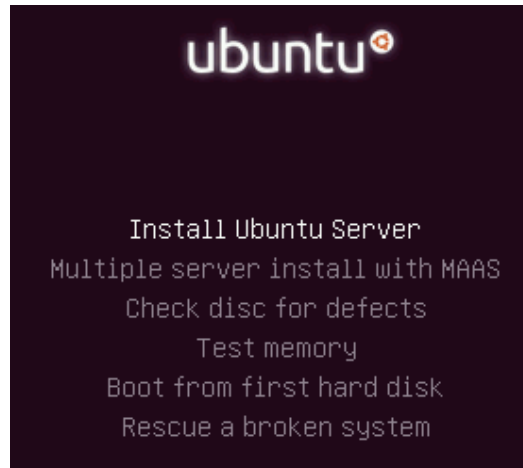 ubuntu
Install Ubuntu Server
Multiple server install with MAAS
Check disc for defects
Test memory
Boot from first hard disk
Rescue a broken system